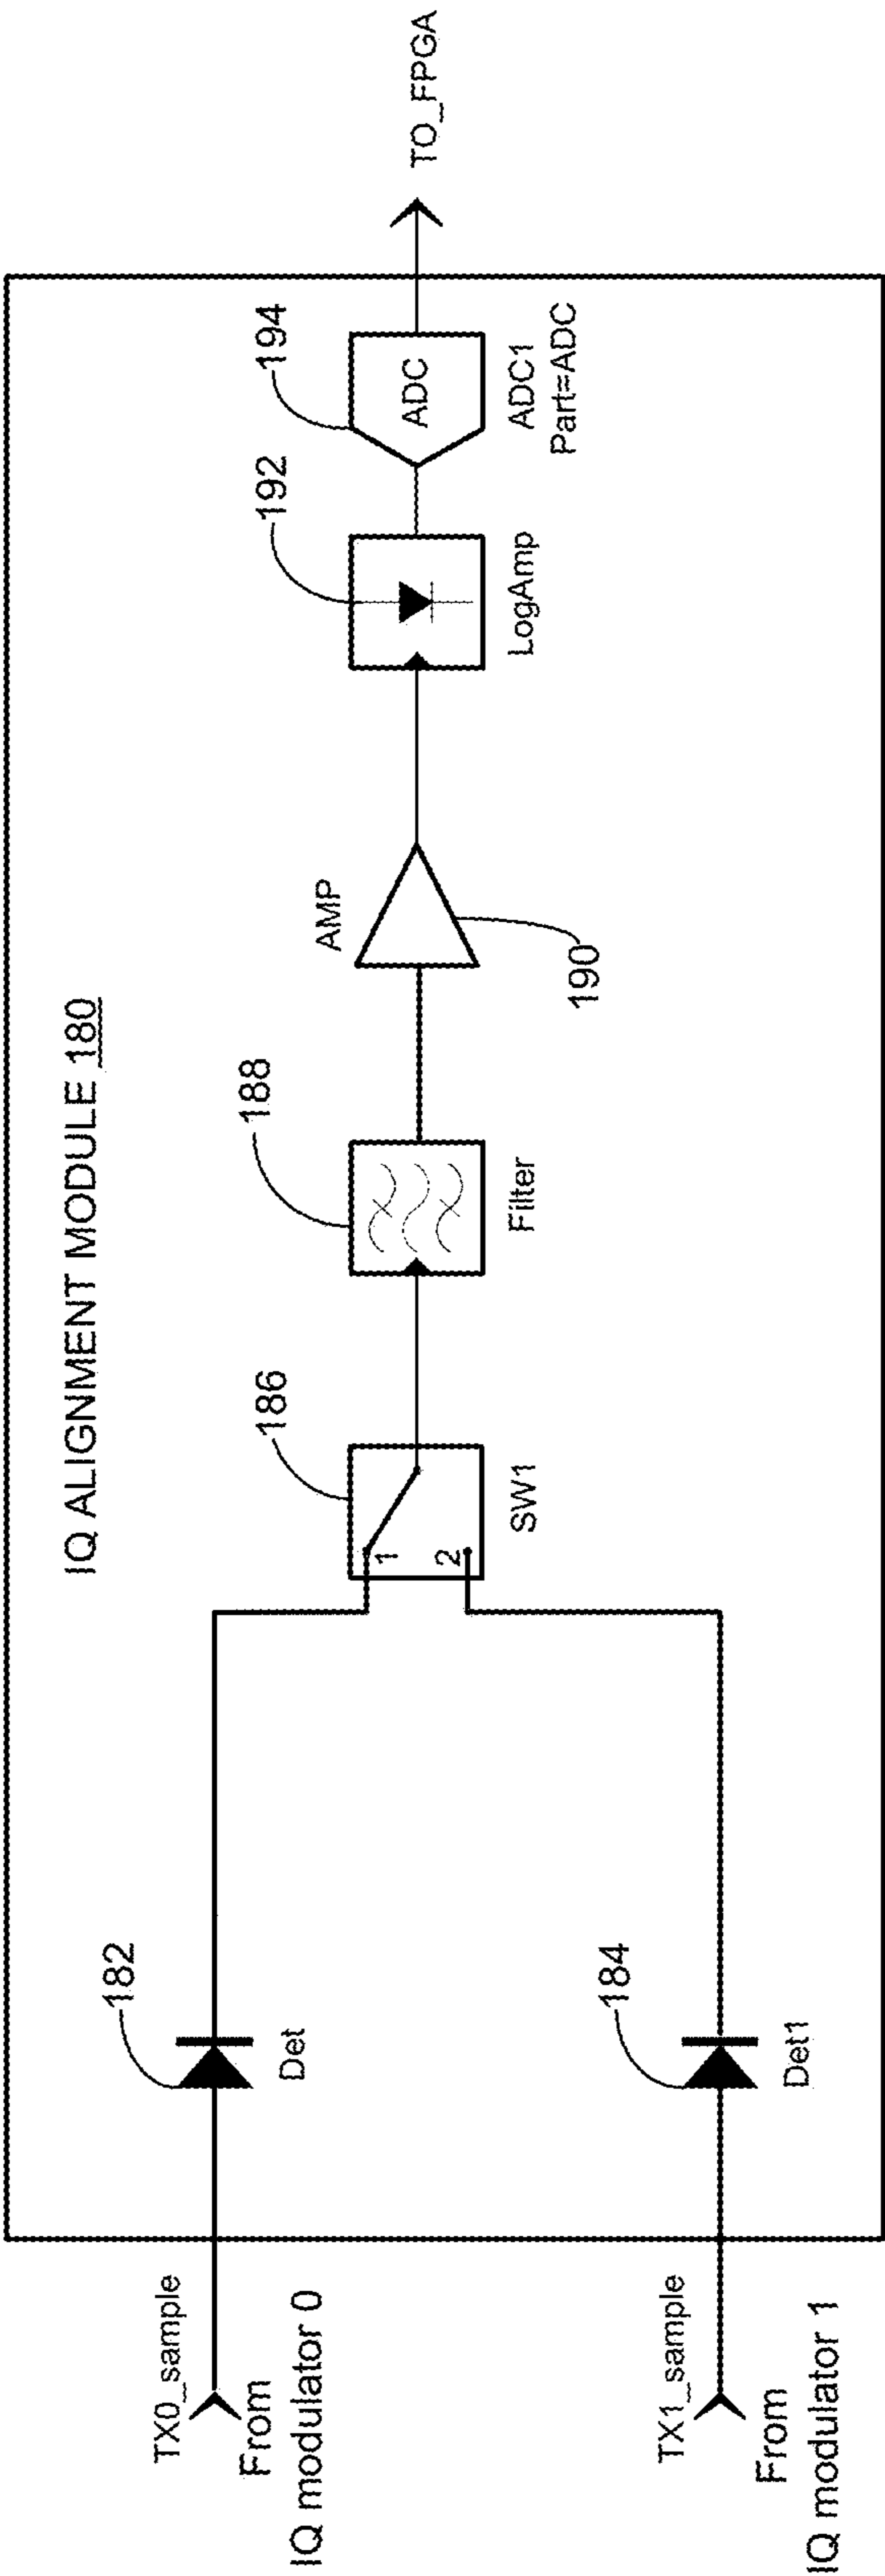 IQ ALIGNMENT MODULE 180
TX0_sample
From
IQ modulator 0
182
Det
TX1_sample
From
IQ modulator 1
184
Det1
186
1
2
SW1
188
Filter
AMP
190
192
LogAmp
194
ADC
ADC1
Part=ADC
TO_FPGA